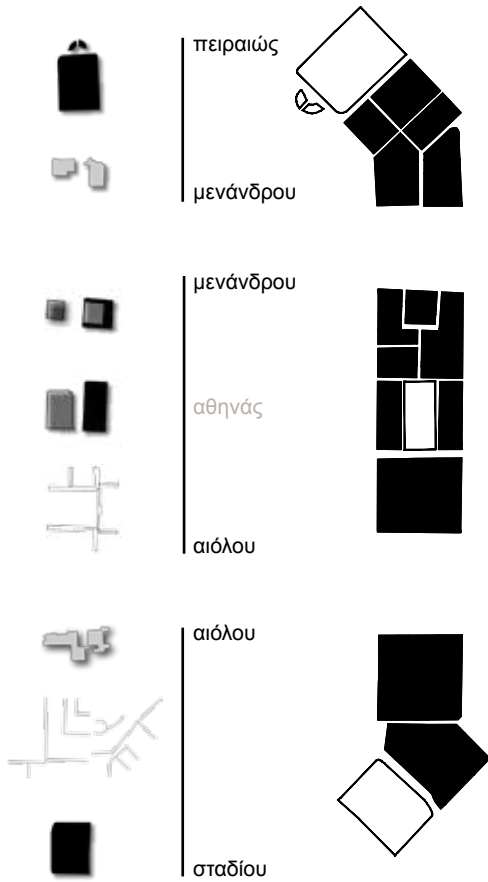 πειραιώς
μενάνδρου
μενάνδρου
αθηνάς
αιόλου
αιόλου
σταδίου